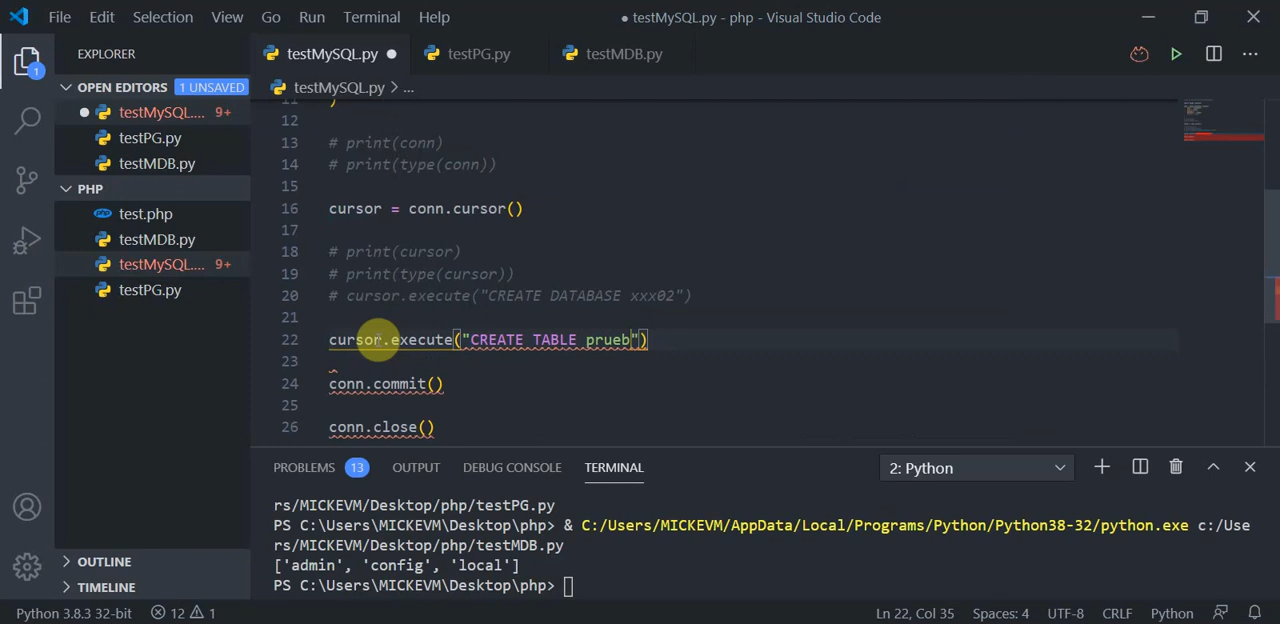 File Edit Selection View Go Run Terminal Help
● testMySQL.py - php - Visual Studio Code
EXPLORER
OPEN EDITORS 1 UNSAVED
testMySQL.... 9+
testPG.py
testMDB.py
PHP
test.php
testMDB.py
testMySQL.... 9+
testPG.py
OUTLINE
TIMELINE
1
testMySQL.py ● testPG.py testMDB.py
testMySQL.py > ...
11 )
12
13 # print(conn)
14 # print(type(conn))
15
16 cursor = conn.cursor()
17
18 # print(cursor)
19 # print(type(cursor))
20 # cursor.execute("CREATE DATABASE xxx02")
21
22 cursor.execute("CREATE TABLE prueb")
23
24 conn.commit()
25
26 conn.close()
PROBLEMS 13 OUTPUT DEBUG CONSOLE TERMINAL 2: Python
rs/MICKEVM/Desktop/php/testPG.py
PS C:\Users\MICKEVM\Desktop\php> & C:/Users/MICKEVM/AppData/Local/Programs/Python/Python38-32/python.exe c:/Use
rs/MICKEVM/Desktop/php/testMDB.py
['admin', 'config', 'local']
PS C:\Users\MICKEVM\Desktop\php>
Python 3.8.3 32-bit 12 1 Ln 22, Col 35 Spaces: 4 UTF-8 CRLF Python